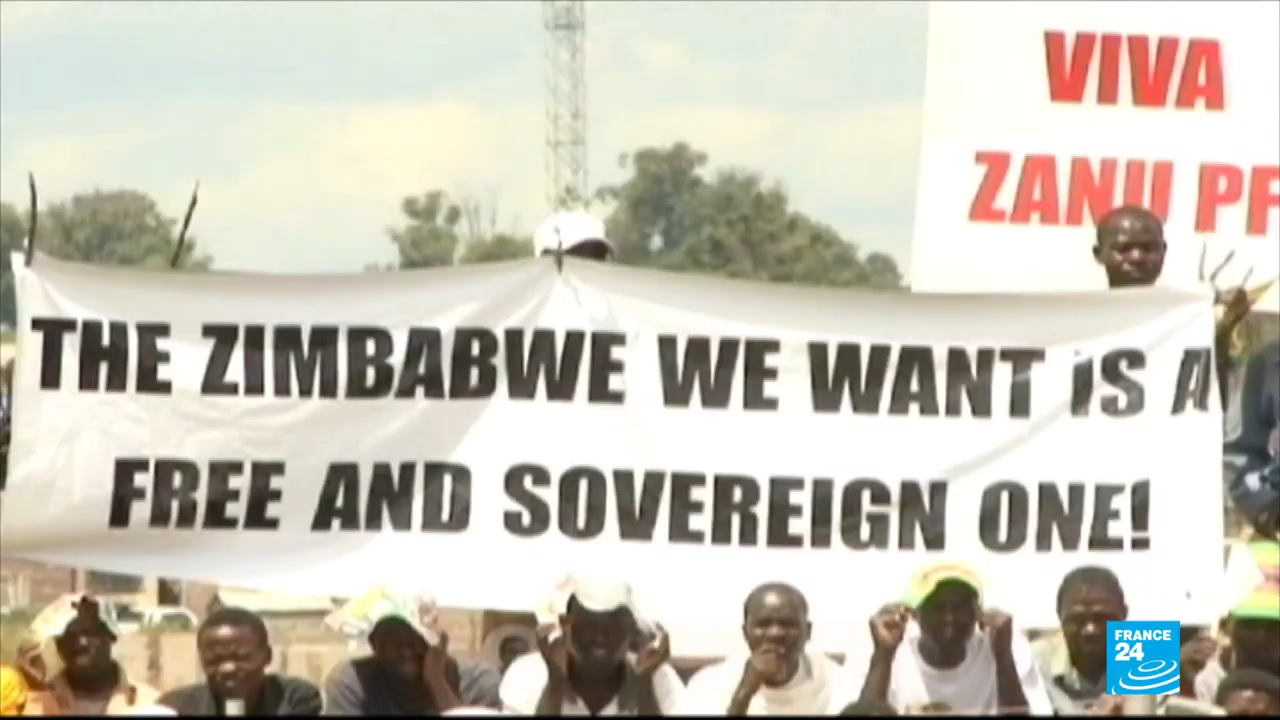 VIVA
ZANU PF
THE ZIMBABWE WE WANT IS A
FREE AND SOVEREIGN ONE!
FRANCE
24